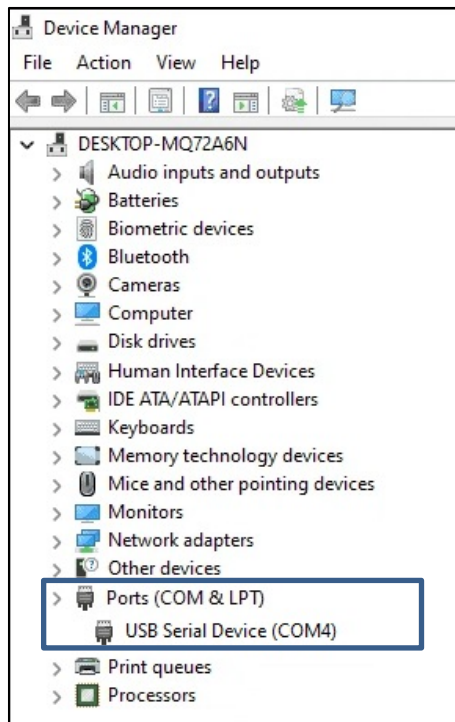 Device Manager
File Action View Help
DESKTOP-MQ72A6N
Audio inputs and outputs
Batteries
Biometric devices
Bluetooth
Cameras
Computer
Disk drives
Human Interface Devices
IDE ATA/ATAPI controllers
Keyboards
Memory technology devices
Mice and other pointing devices
Monitors
Network adapters
Other devices
Ports (COM & LPT)
USB Serial Device (COM4)
Print queues
Processors